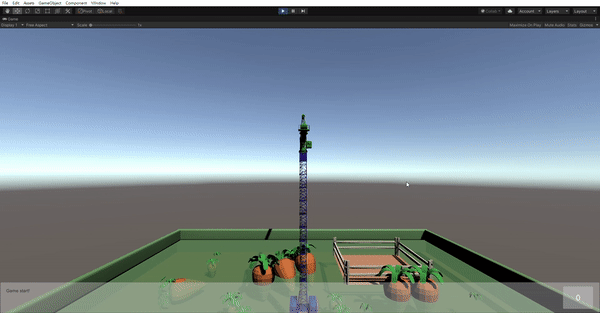 File Edit Assets GameObject Component Window Help
Pivot Local Collab Account Layers Layout
Game
Display 1 Free Aspect Scale 1x Maximize On Play Mute Audio Stats Gizmos
Game start!
0